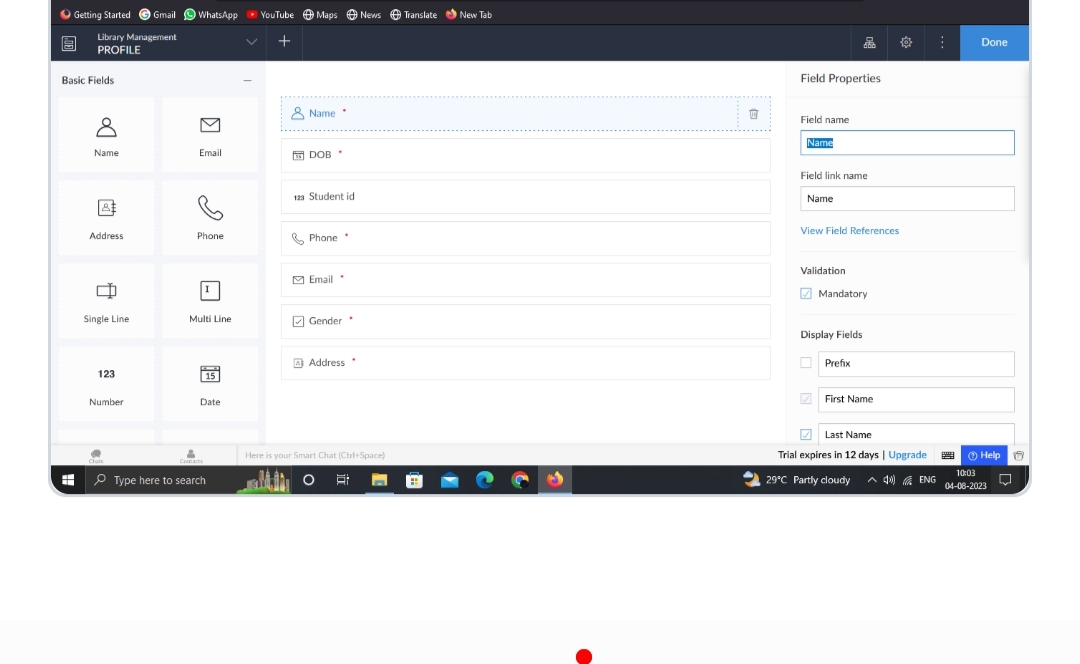 Getting Started Gmail WhatsApp YouTube Maps News Translate New Tab
Library Management
PROFILE
Done
Basic Fields
Name
Email
Address
Phone
Single Line
Multi Line
123
Number
15
Date
Name *
DOB *
123 Student id
Phone *
Email *
Gender *
Address *
Field Properties
Field name
Name
Field link name
Name
View Field References
Validation
Mandatory
Display Fields
Prefix
First Name
Last Name
Chats
Contacts
Here is your Smart Chat (Ctrl+Space)
Trial expires in 12 days | Upgrade
Help
Type here to search
29°C Partly cloudy
ENG
10:03
04-08-2023